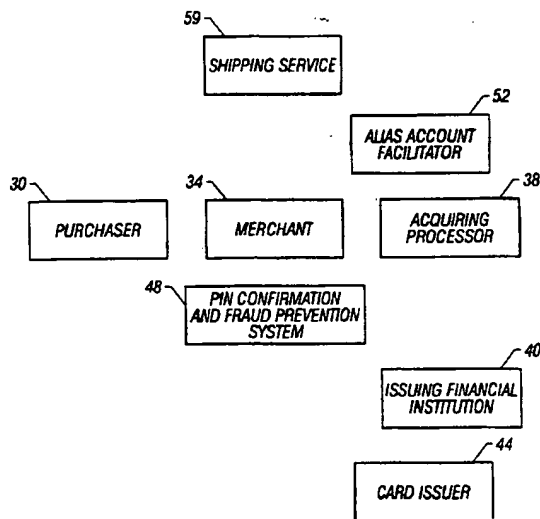 59
SHIPPING SERVICE
52
ALIAS ACCOUNT
FACILITATOR
30
PURCHASER
34
MERCHANT
38
ACQUIRING
PROCESSOR
48
PIN CONFIRMATION
AND FRAUD PREVENTION
SYSTEM
40
ISSUING FINANCIAL
INSTITUTION
44
CARD ISSUER